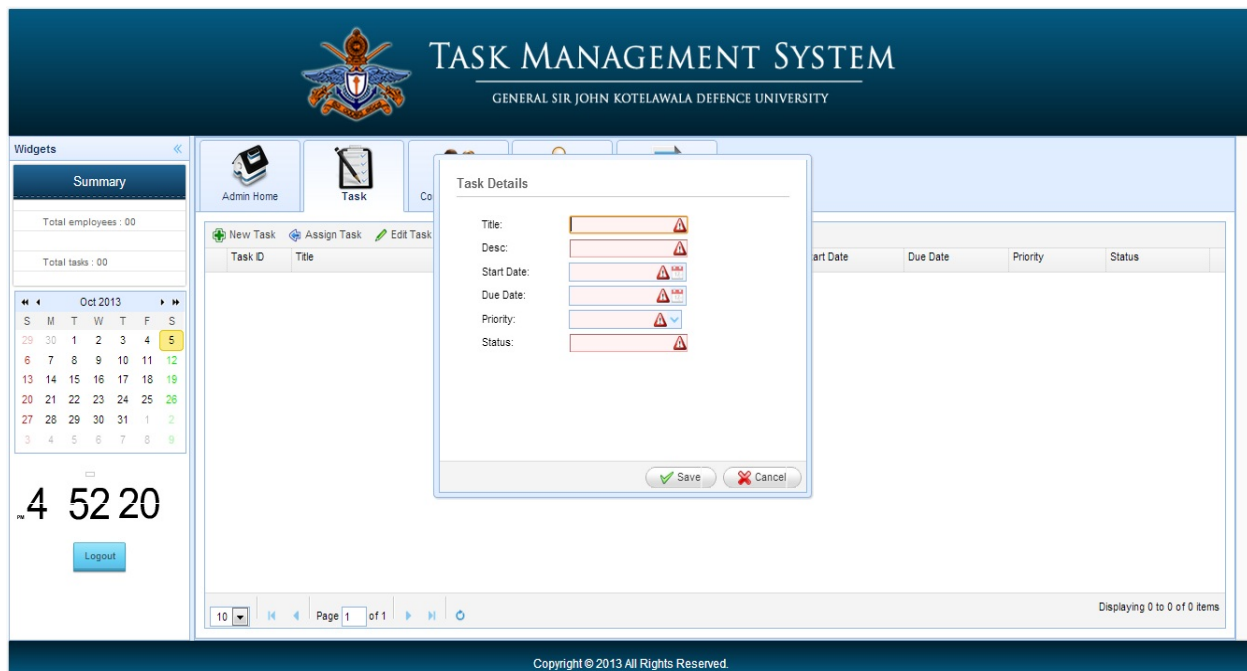 TASK MANAGEMENT SYSTEM
GENERAL SIR JOHN KOTELAWALA DEFENCE UNIVERSITY
Widgets
Summary
Total employees : 00
Total tasks : 00
Oct 2013
S M T W T F S
29 30 1 2 3 4 5
6 7 8 9 10 11 12
13 14 15 16 17 18 19
20 21 22 23 24 25 26
27 28 29 30 31 1 2
3 4 5 6 7 8 9
PM 4 52 20
Logout
Admin Home
Task
Co
New Task Assign Task Edit Task
Task ID Title art Date Due Date Priority Status
Task Details
Title:
Desc:
Start Date:
Due Date:
Priority:
Status:
Save Cancel
10 Page 1 of 1 Displaying 0 to 0 of 0 items
Copyright © 2013 All Rights Reserved.